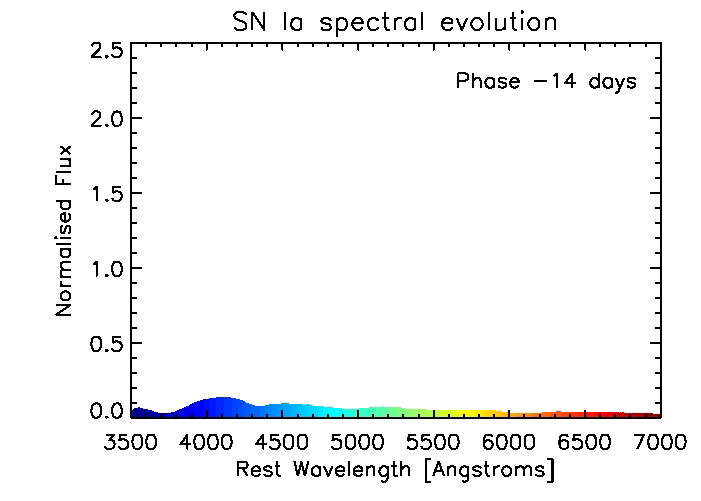 SN Ia spectral evolution
Phase −14 days
Normalised Flux
2.5
2.0
1.5
1.0
0.5
0.0
3500 4000 4500 5000 5500 6000 6500 7000
Rest Wavelength [Angstroms]